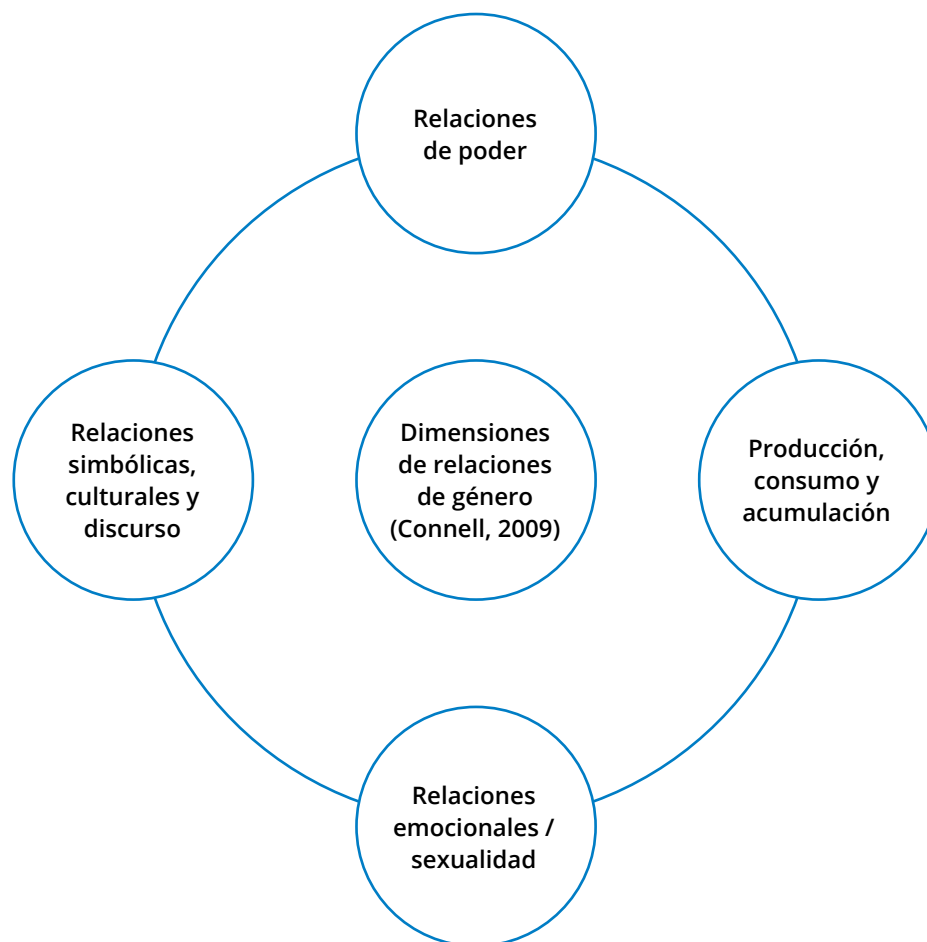 Relaciones
de poder
Relaciones
simbólicas,
culturales y
discurso
Dimensiones
de relaciones
de género
(Connell, 2009)
Producción,
consumo y
acumulación
Relaciones
emocionales /
sexualidad